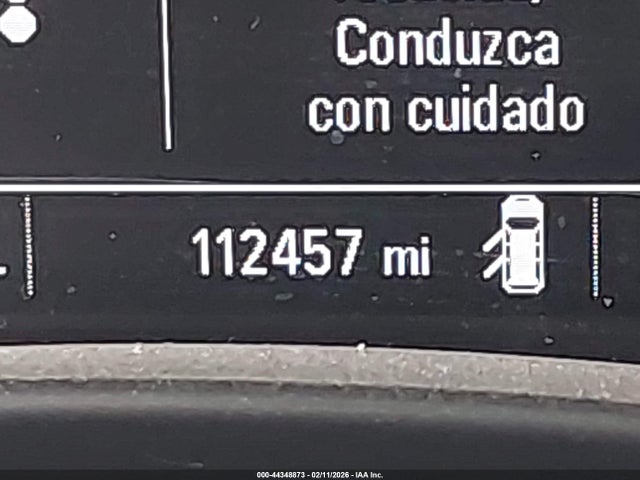 Conduzca
con cuidado
112457 mi
000-44348873 - 02/11/2026 - IAA Inc.